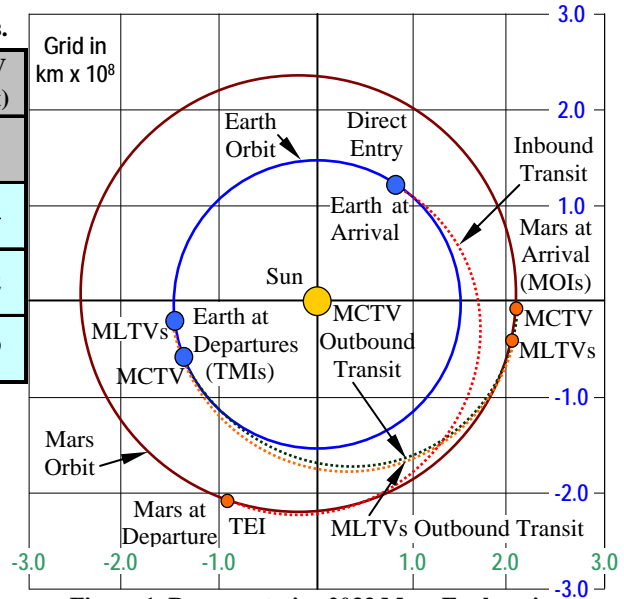 Grid in
km x 10⁸
3.0
2.0
1.0
-1.0
-2.0
-3.0
Earth
Orbit
Direct
Entry
Inbound
Transit
Earth at
Arrival
Mars at
Arrival
(MOIs)
Sun
MCTV
Outbound
Transit
MCTV
MLTVs
MLTVs
MCTV
Earth at
Departures
(TMIs)
Mars
Orbit
Mars at
Departure
TEI
MLTVs Outbound Transit
-3.0 -2.0 -1.0 1.0 2.0 3.0